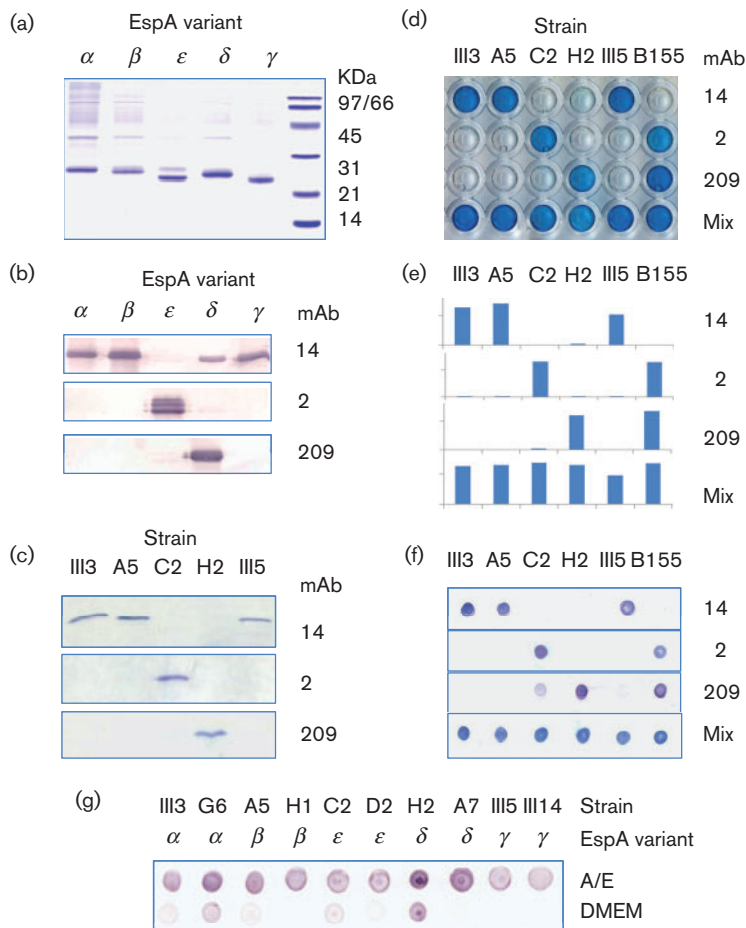 (a)
EspA variant
α β ε δ γ
KDa
97/66
45
31
21
14
(b)
EspA variant
α β ε δ γ mAb
14
2
209
(c)
Strain
III3 A5 C2 H2 III5
mAb
14
2
209
(d)
Strain
III3 A5 C2 H2 III5 B155 mAb
14
2
209
Mix
(e)
III3 A5 C2 H2 III5 B155
14
2
209
Mix
(f)
III3 A5 C2 H2 III5 B155
14
2
209
Mix
(g)
III3 G6 A5 H1 C2 D2 H2 A7 III5 III14 Strain
α α β β ε ε δ δ γ γ EspA variant
A/E
DMEM